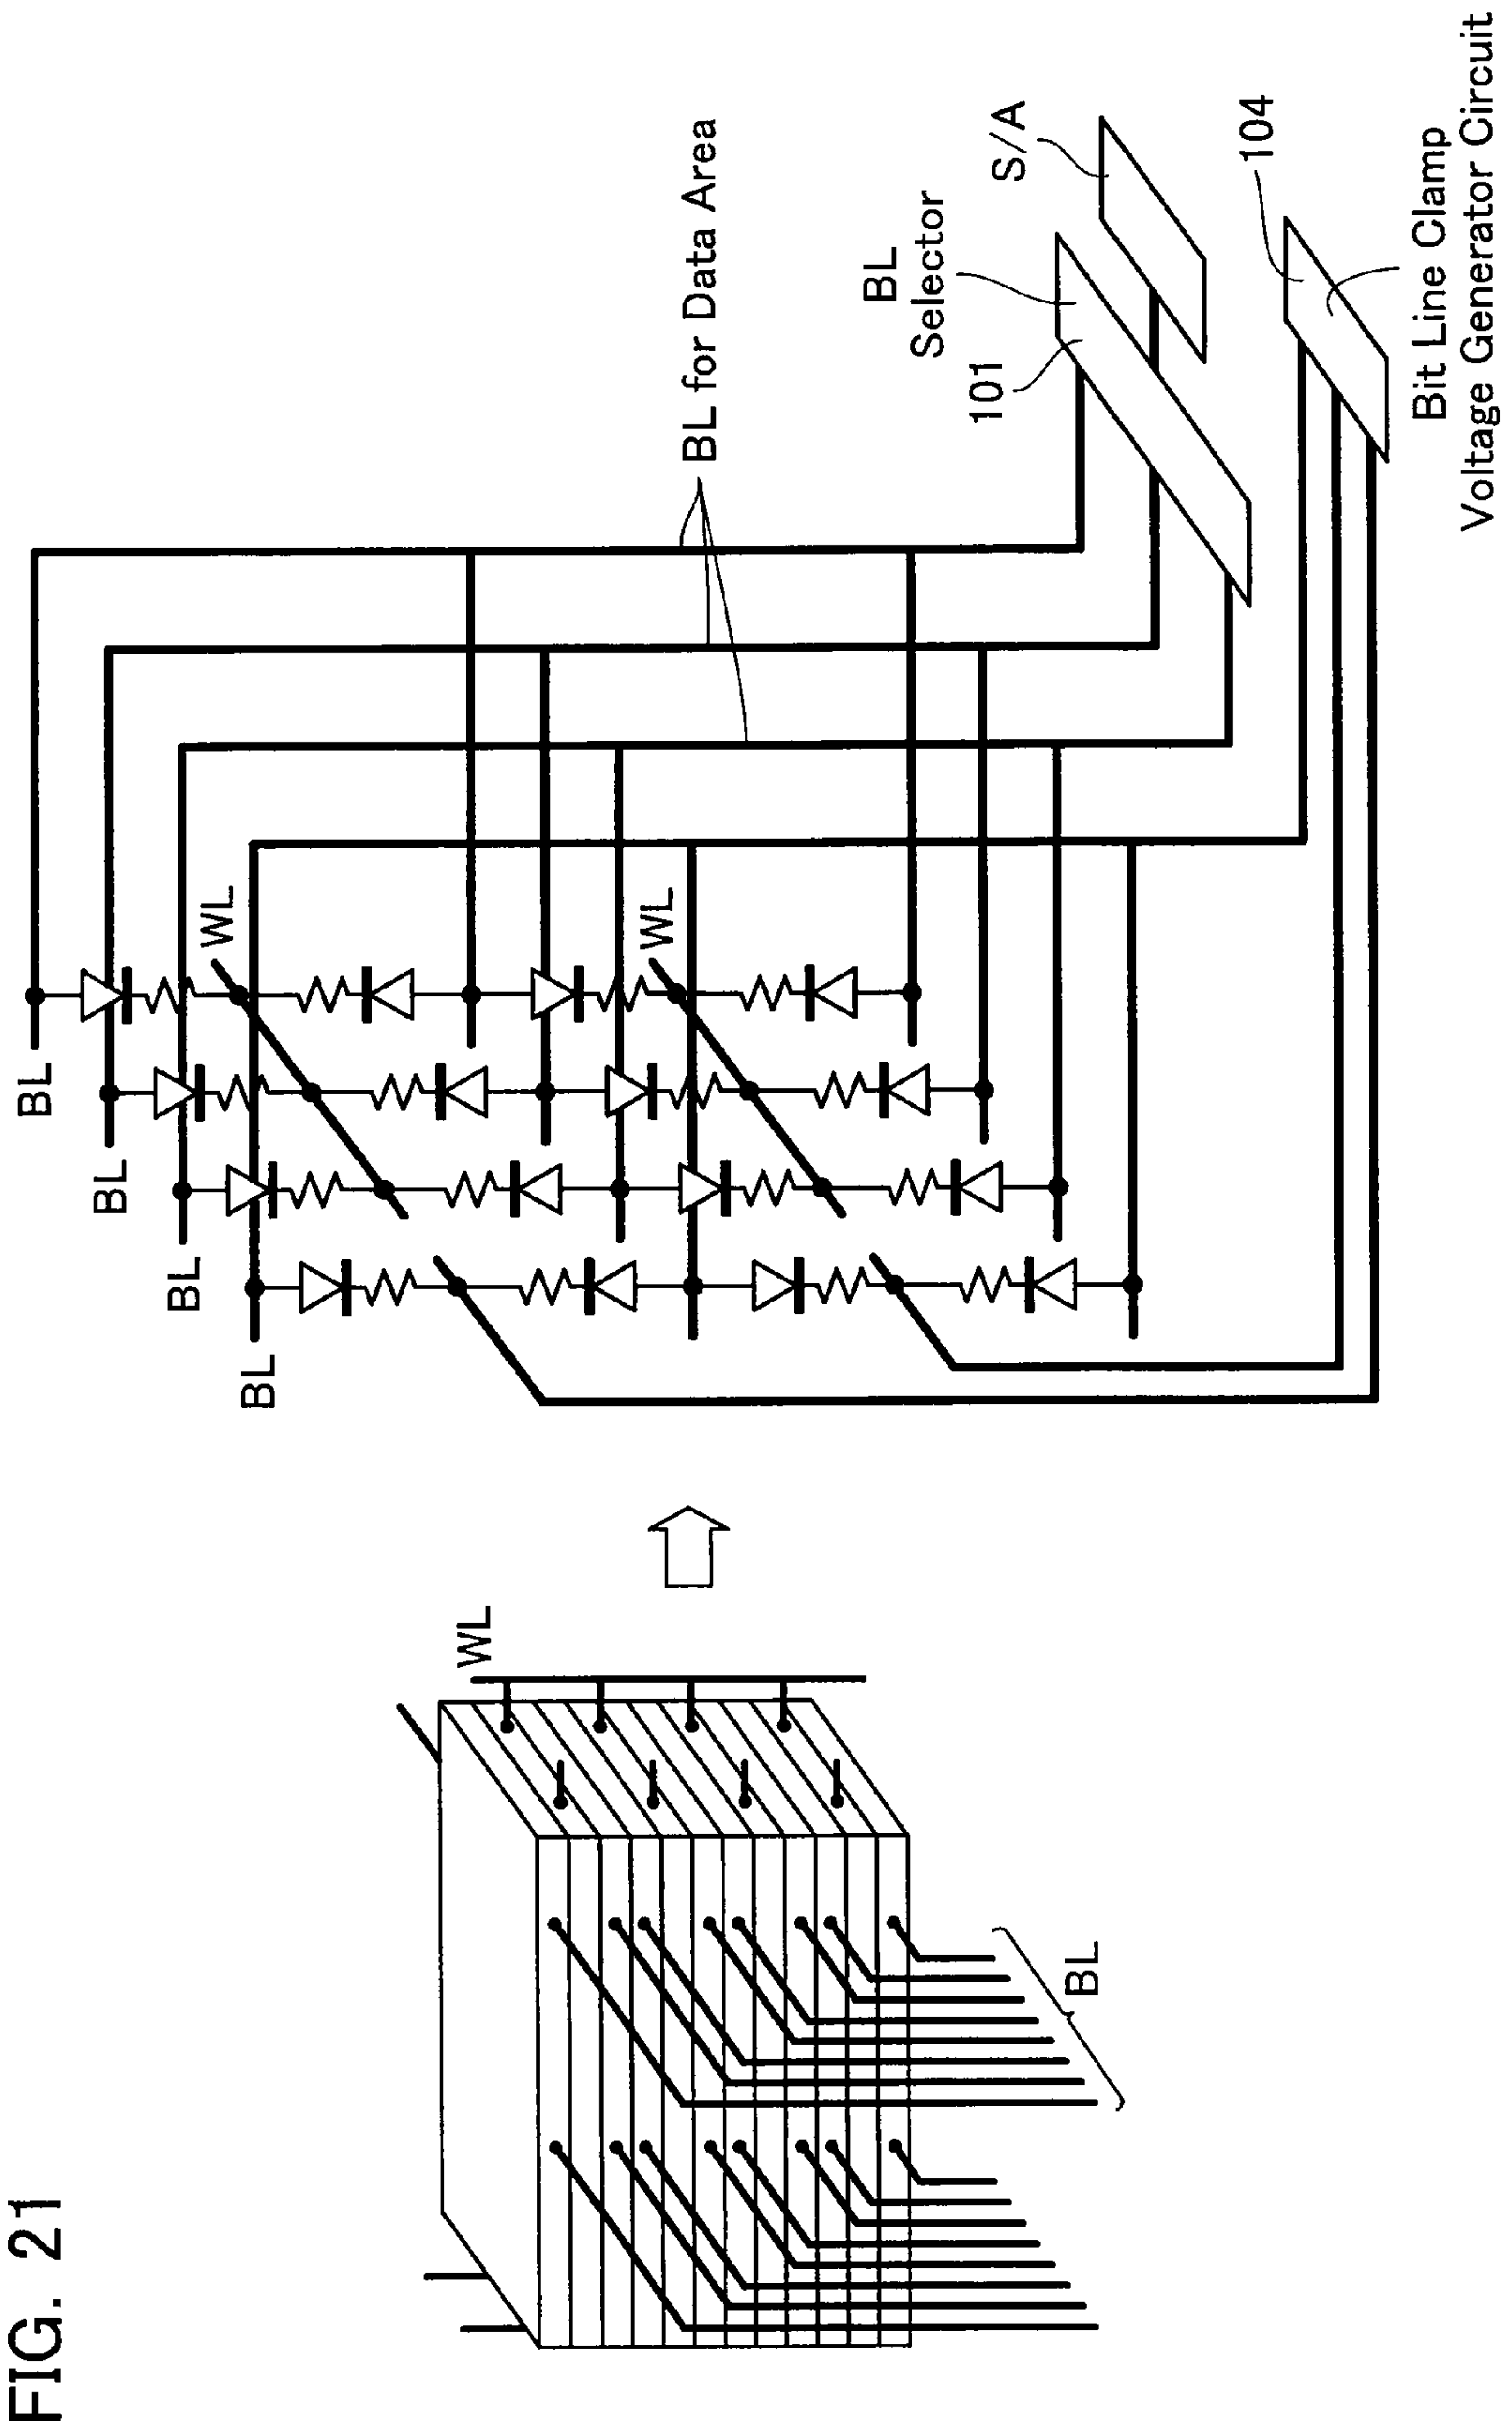 FIG. 21
WL
BL
BL
BL
BL
BL
WL
WL
BL for Data Area
BL
Selector
101
S/A
104
Bit Line Clamp
Voltage Generator Circuit